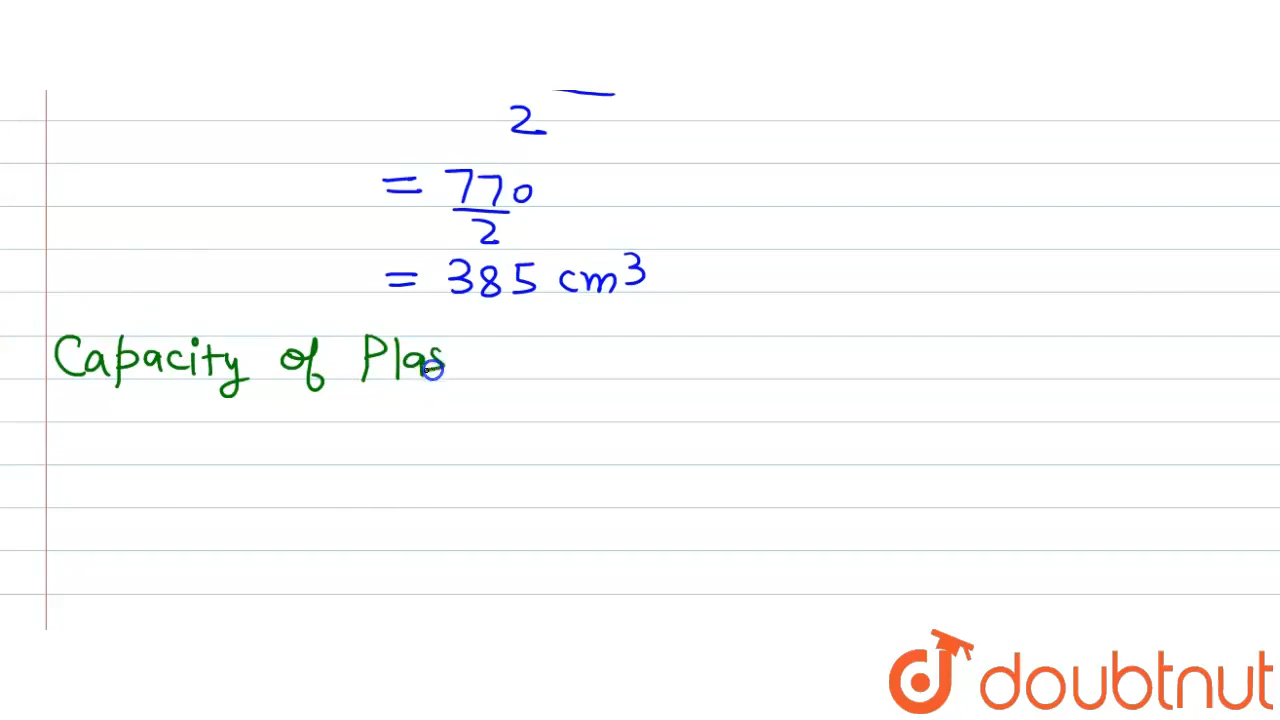 2
= 770
2
= 385 cm3
Capacity of Plas
doubtnut